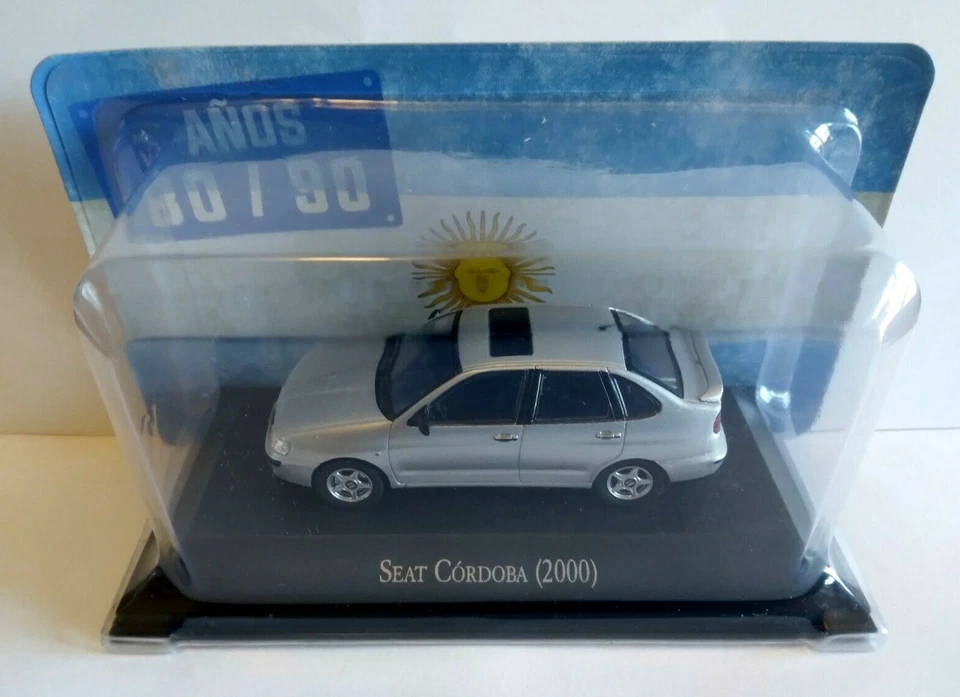 AÑOS
80 / 90
SEAT CÓRDOBA (2000)